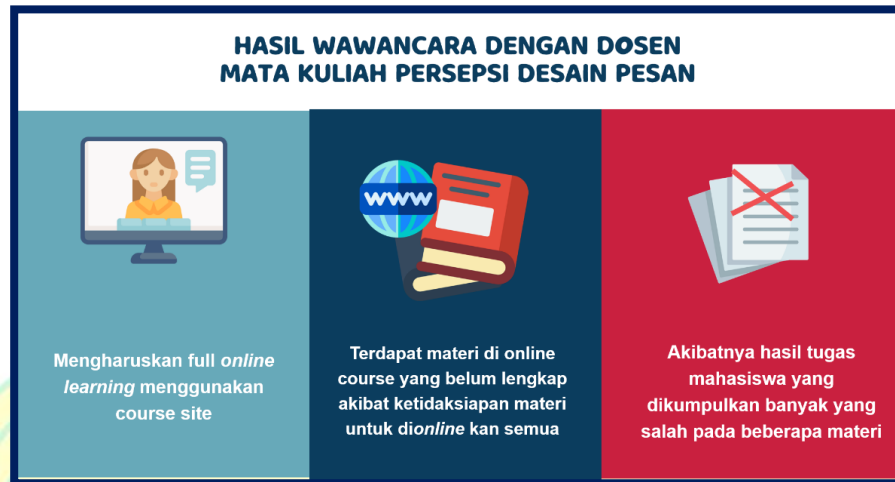 HASIL WAWANCARA DENGAN DOSEN
MATA KULIAH PERSEPSI DESAIN PESAN
Mengharuskan full online
learning menggunakan
course site
www
Terdapat materi di online
course yang belum lengkap
akibat ketidaksiapan materi
untuk dionline kan semua
Akibatnya hasil tugas
mahasiswa yang
dikumpulkan banyak yang
salah pada beberapa materi